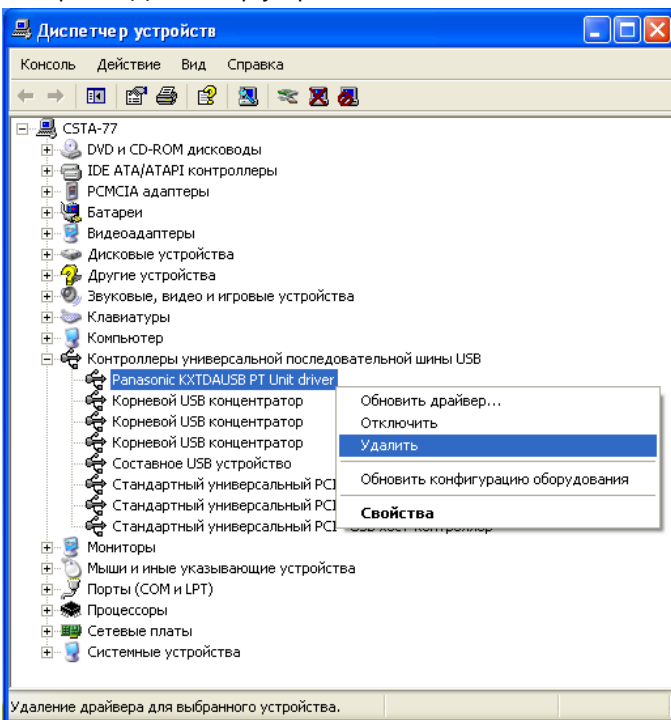 Диспетчер устройств
Консоль Действие Вид Справка
CSTA-77
DVD и CD-ROM дисководы
IDE ATA/ATAPI контроллеры
PCMCIA адаптеры
Батареи
Видеоадаптеры
Дисковые устройства
Другие устройства
Звуковые, видео и игровые устройства
Клавиатуры
Компьютер
Контроллеры универсальной последовательной шины USB
Panasonic KXTDAUSB PT Unit driver
Корневой USB концентратор
Корневой USB концентратор
Корневой USB концентратор
Составное USB устройство
Стандартный универсальный PCI
Стандартный универсальный PCI
Стандартный универсальный PCI - USB хост-контроллер
Обновить драйвер...
Отключить
Удалить
Обновить конфигурацию оборудования
Свойства
Мониторы
Мыши и иные указывающие устройства
Порты (COM и LPT)
Процессоры
Сетевые платы
Системные устройства
Удаление драйвера для выбранного устройства.